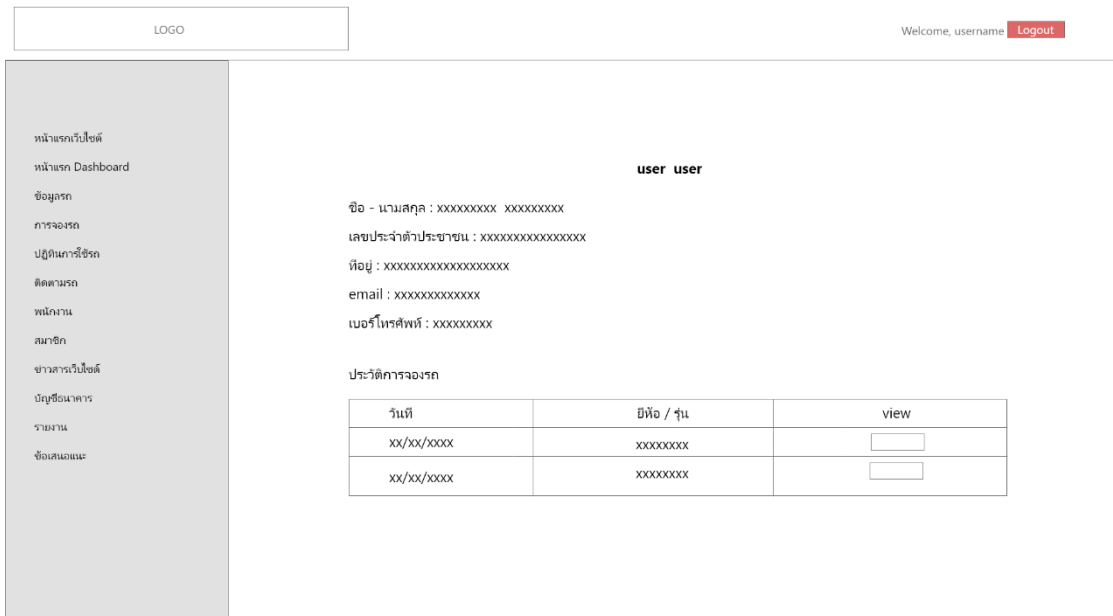 LOGO
Welcome, username Logout
หน้าแรกเว็บไซต์
หน้าแรก Dashboard
ข้อมูลรถ
การจองรถ
ปฏิทินการใช้รถ
ติดตามรถ
พนักงาน
สมาชิก
ข่าวสารเว็บไซต์
บัญชีธนาคาร
รายงาน
ข้อเสนอแนะ
user user
ชื่อ - นามสกุล : xxxxxxxxx xxxxxxxxx
เลขประจำตัวประชาชน : xxxxxxxxxxxxxxxx
ที่อยู่ : xxxxxxxxxxxxxxxxxxx
email : xxxxxxxxxxxxx
เบอร์โทรศัพท์ : xxxxxxxxx
ประวัติการจองรถ
วันที่ ยี่ห้อ / รุ่น view
xx/xx/xxxx xxxxxxxx
xx/xx/xxxx xxxxxxxx